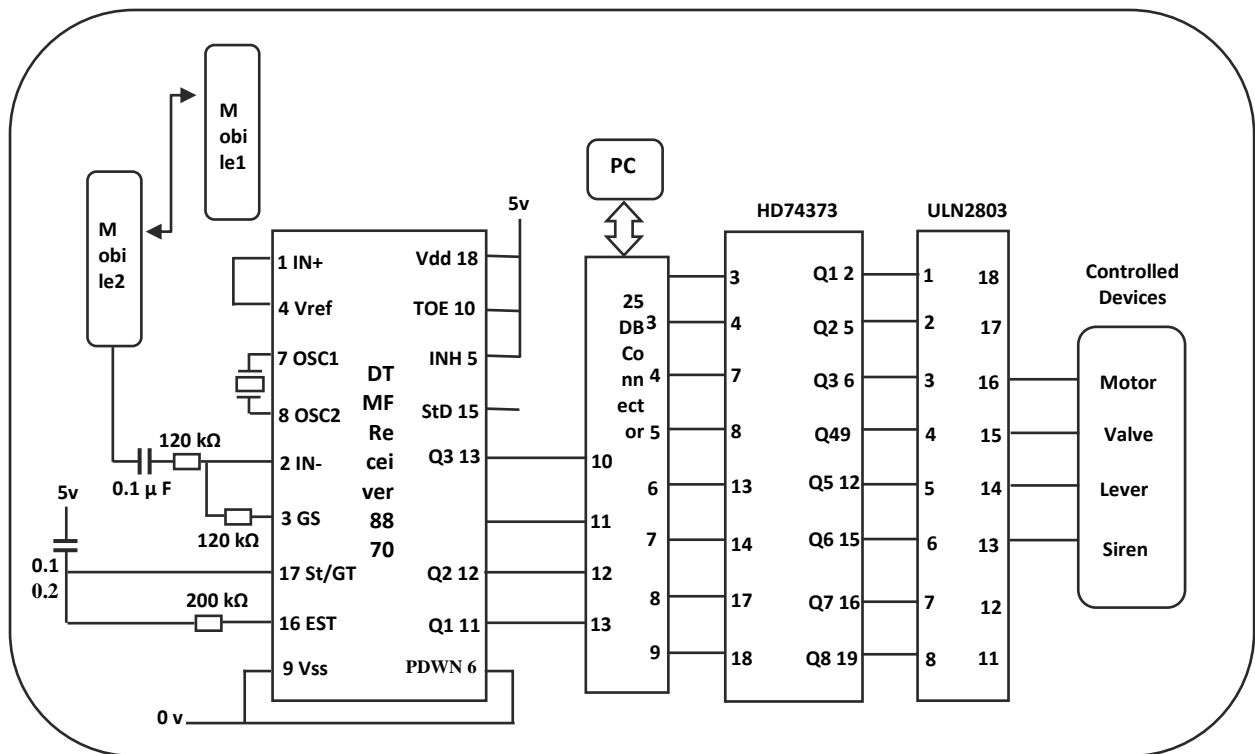 M
obi
le1
M
obi
le2
PC
5v
HD74373
ULN2803
Controlled
Devices
1 IN+
4 Vref
7 OSC1
8 OSC2
2 IN-
3 GS
17 St/GT
16 EST
9 Vss
DT
MF
Re
cei
ver
88
70
Vdd 18
TOE 10
INH 5
StD 15
Q3 13
Q2 12
Q1 11
PDWN 6
120 kΩ
0.1 µ F
5v
120 kΩ
0.1
0.2
200 kΩ
0 v
25
DB
Co
nn
ect
or
3
4
5
6
7
8
9
10
11
12
13
3
4
7
8
13
14
17
18
Q1 2
Q2 5
Q3 6
Q49
Q5 12
Q6 15
Q7 16
Q8 19
1
2
3
4
5
6
7
8
18
17
16
15
14
13
12
11
Motor
Valve
Lever
Siren